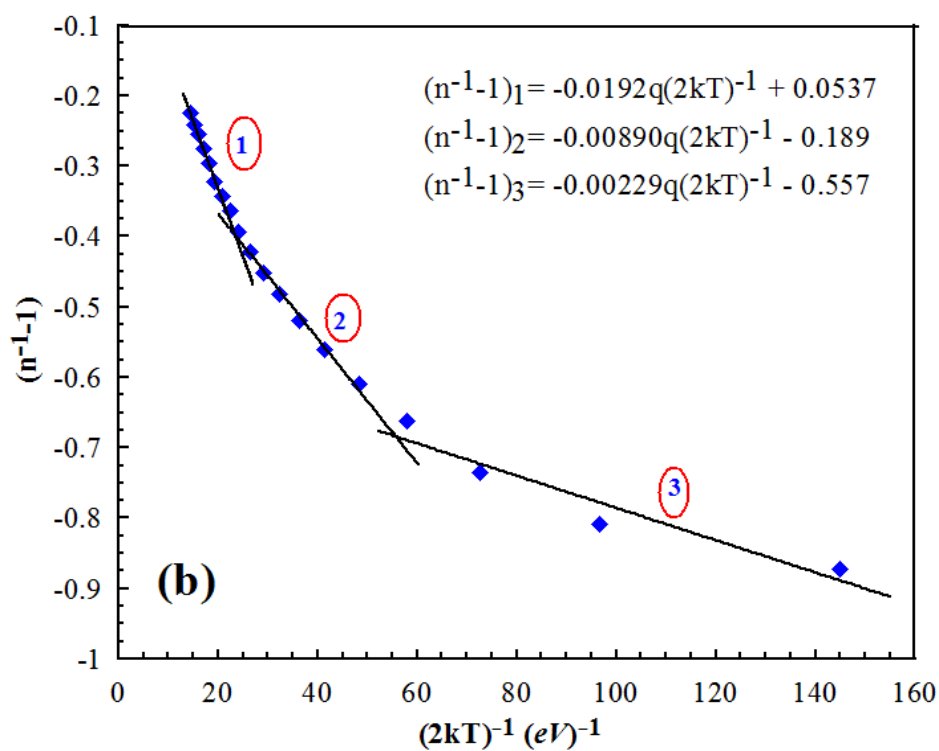 -0.1
-0.2
-0.3
-0.4
-0.5
-0.6
-0.7
-0.8
-0.9
-1
(n⁻¹-1)
(n⁻¹-1)₁= -0.0192q(2kT)⁻¹ + 0.0537
(n⁻¹-1)₂= -0.00890q(2kT)⁻¹ - 0.189
(n⁻¹-1)₃= -0.00229q(2kT)⁻¹ - 0.557
1
2
3
(b)
0 20 40 60 80 100 120 140 160
(2kT)⁻¹ (eV)⁻¹